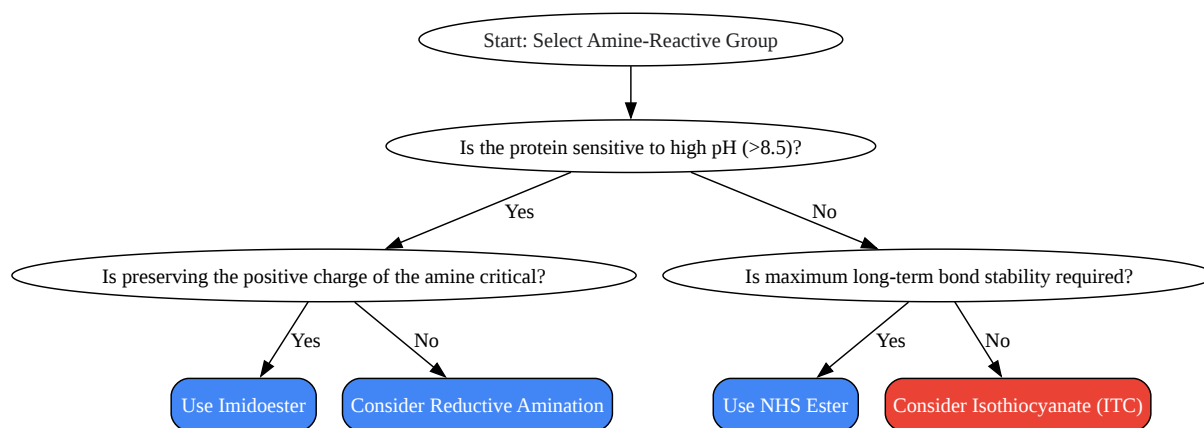 Start: Select Amine-Reactive Group
Is the protein sensitive to high pH (>8.5)?
Yes
No
Is preserving the positive charge of the amine critical?
Is maximum long-term bond stability required?
Yes
No
Yes
No
Use Imidoester
Consider Reductive Amination
Use NHS Ester
Consider Isothiocyanate (ITC)